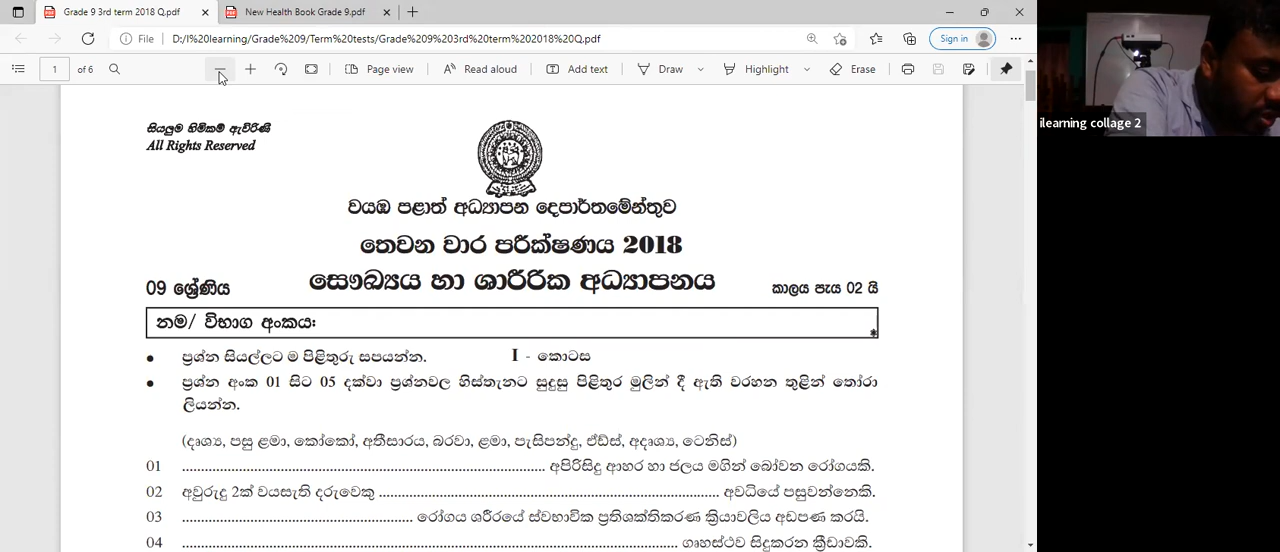 Grade 9 3rd term 2018 Q.pdf
New Health Book Grade 9.pdf
File
D:/I%20learning/Grade%209/Term%20tests/Grade%209%203rd%20term%202018%20Q.pdf
Sign in
1 of 6
Page view
Read aloud
Add text
Draw
Highlight
Erase
ilearning collage 2
සියලුම හිමිකම් ඇවිරිණි
All Rights Reserved
වයඹ පළාත් අධ්‍යාපන දෙපාර්තමේන්තුව
තෙවන වාර පරීක්ෂණය 2018
09 ශ්‍රේණිය
සෞඛ්‍යය හා ශාරීරික අධ්‍යාපනය
කාලය පැය 02 යි
නම/ විභාග අංකය:
• ප්‍රශ්න සියල්ලට ම පිළිතුරු සපයන්න.
I - කොටස
• ප්‍රශ්න අංක 01 සිට 05 දක්වා ප්‍රශ්නවල හිස්තැනට සුදුසු පිළිතුර මුලින් දී ඇති වරහන තුළින් තෝරා
ලියන්න.
(දෘශ්‍ය, පසු ළමා, කෝකෝ, අතීසාරය, බරවා, ළමා, පැසිපන්දු, ඒඩ්ස්, අදෘශ්‍ය, ටෙනිස්)
01 ........................ අපිරිසිදු ආහර හා ජලය මගින් බෝවන රෝගයකි.
02 අවුරුදු 2ක් වයසැති දරුවෙකු ........................ අවධියේ පසුවන්නෙකි.
03 ........................ රෝගය ශරීරයේ ස්වභාවික ප්‍රතිශක්තිකරණ ක්‍රියාවලිය අඩපණ කරයි.
04 ........................ ගෘහස්ථව සිදුකරන ක්‍රීඩාවකි.